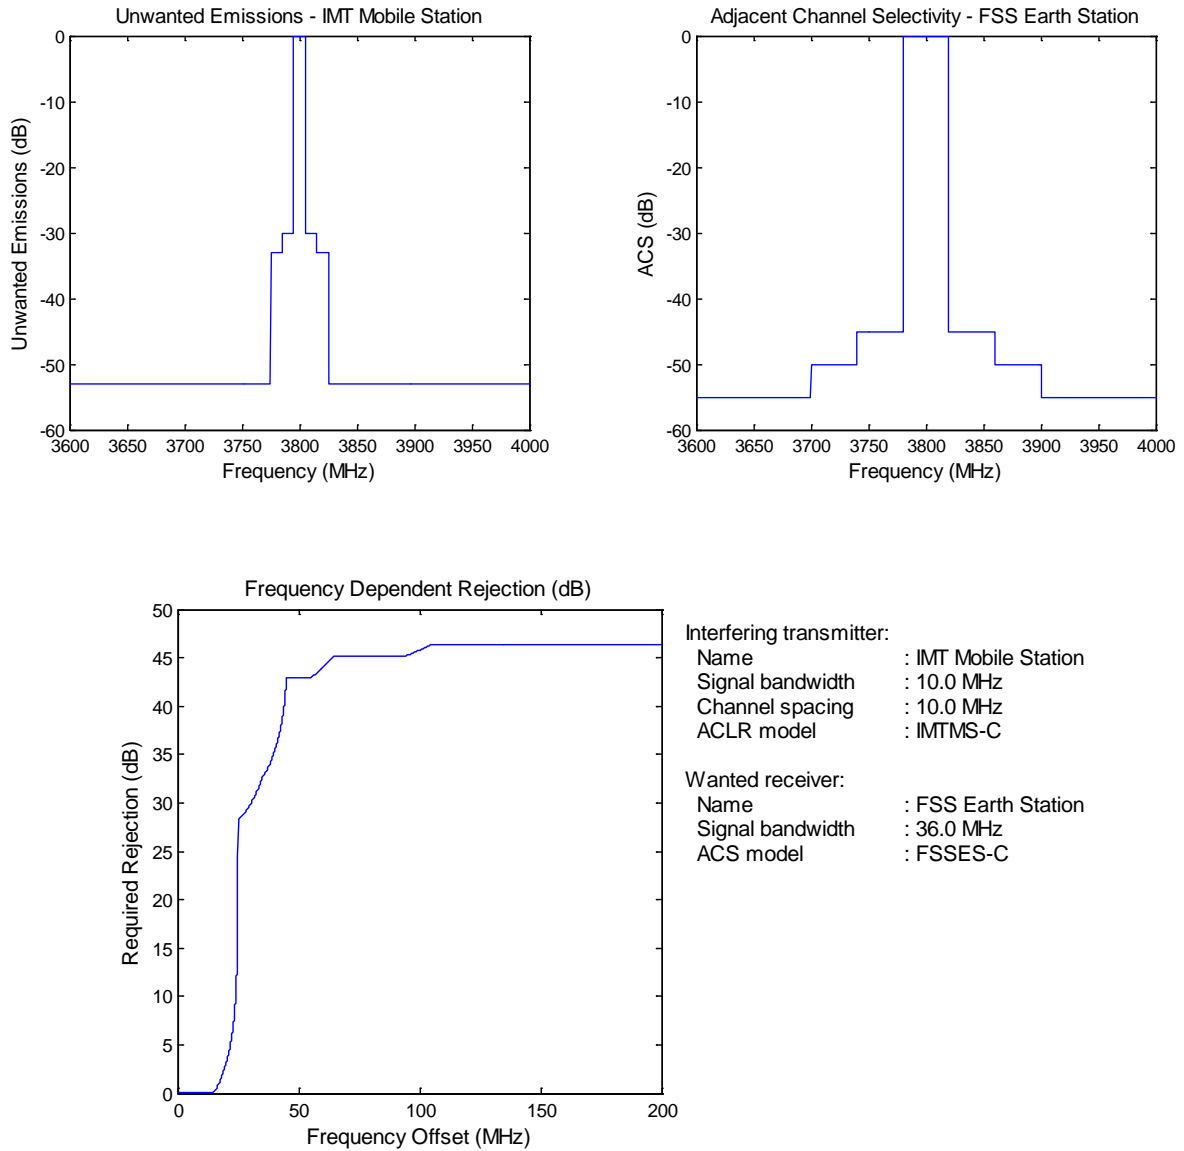 Unwanted Emissions - IMT Mobile Station
Unwanted Emissions (dB)
0
-10
-20
-30
-40
-50
-60
3600 3650 3700 3750 3800 3850 3900 3950 4000
Frequency (MHz)
Adjacent Channel Selectivity - FSS Earth Station
ACS (dB)
0
-10
-20
-30
-40
-50
-60
3600 3650 3700 3750 3800 3850 3900 3950 4000
Frequency (MHz)
Frequency Dependent Rejection (dB)
Required Rejection (dB)
50
45
40
35
30
25
20
15
10
5
0
0 50 100 150 200
Frequency Offset (MHz)
Interfering transmitter:
Name : IMT Mobile Station
Signal bandwidth : 10.0 MHz
Channel spacing : 10.0 MHz
ACLR model : IMTMS-C
Wanted receiver:
Name : FSS Earth Station
Signal bandwidth : 36.0 MHz
ACS model : FSSES-C